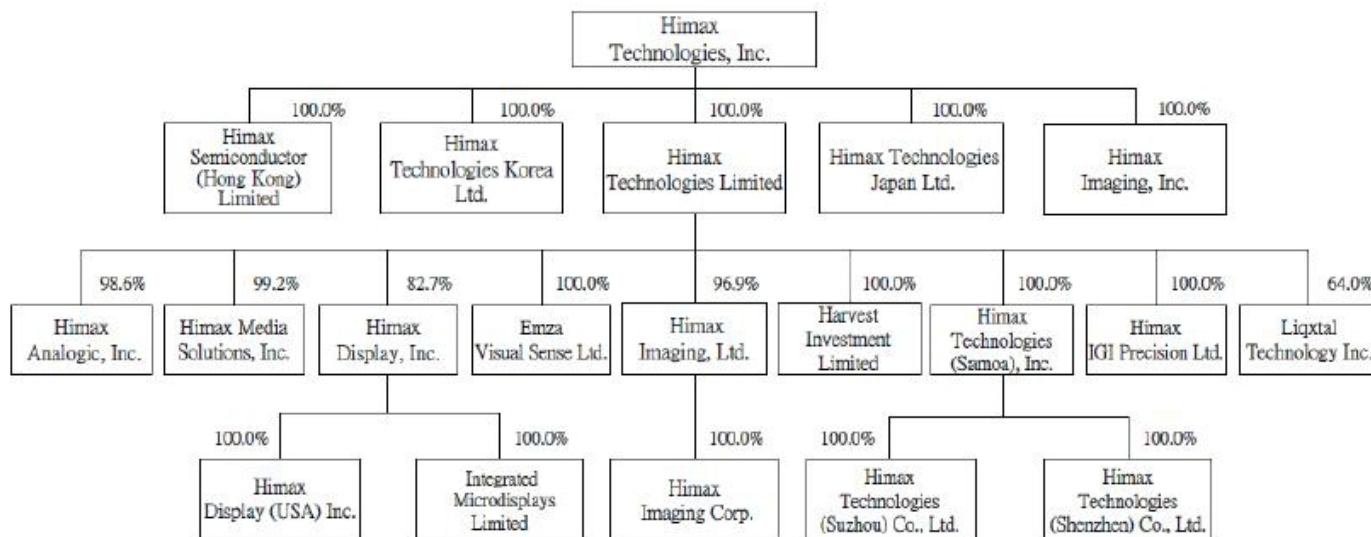 Himax
Technologies, Inc.
100.0%
100.0%
100.0%
100.0%
100.0%
Himax
Semiconductor
(Hong Kong)
Limited
Himax
Technologies Korea
Ltd.
Himax
Technologies Limited
Himax Technologies
Japan Ltd.
Himax
Imaging, Inc.
98.6%
99.2%
82.7%
100.0%
96.9%
100.0%
100.0%
100.0%
64.0%
Himax
Analogic, Inc.
Himax Media
Solutions, Inc.
Himax
Display, Inc.
Emza
Visual Sense Ltd.
Himax
Imaging, Ltd.
Harvest
Investment
Limited
Himax
Technologies
(Samoa), Inc.
Himax
IGI Precision Ltd.
Liqxtal
Technology Inc.
100.0%
100.0%
100.0%
100.0%
100.0%
Himax
Display (USA) Inc.
Integrated
Microdisplays
Limited
Himax
Imaging Corp.
Himax
Technologies
(Suzhou) Co., Ltd.
Himax
Technologies
(Shenzhen) Co., Ltd.